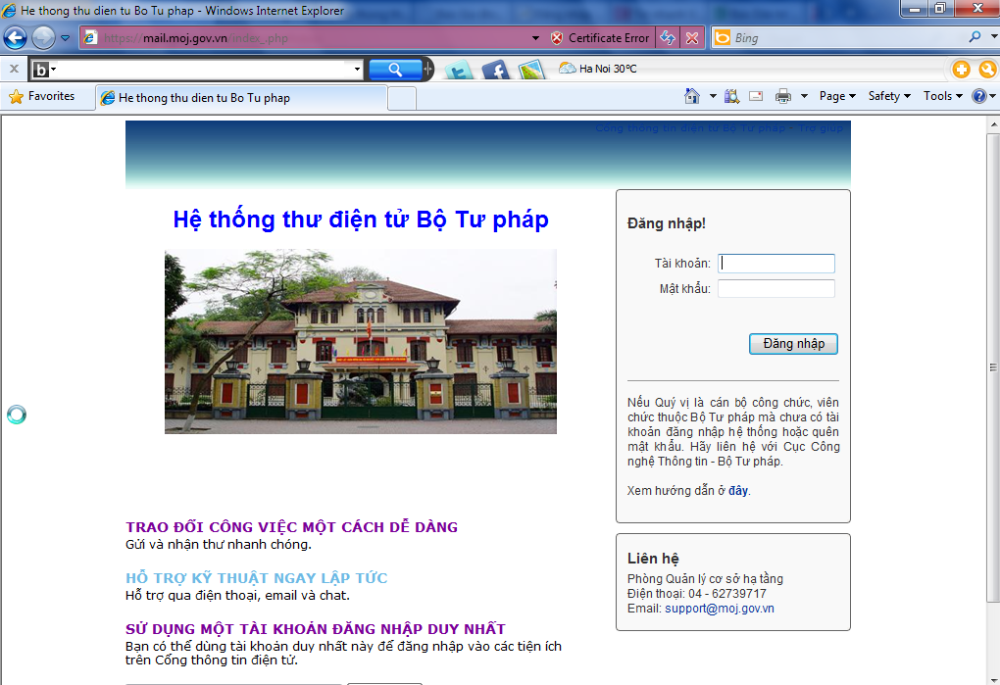 He thong thu dien tu Bo Tu phap - Windows Internet Explorer
https://mail.moj.gov.vn/index_.php
Certificate Error
Bing
Ha Noi 30°C
Favorites
He thong thu dien tu Bo Tu phap
Page
Safety
Tools
Cổng thông tin điện tử Bộ Tư pháp - Trợ giúp
Hệ thống thư điện tử Bộ Tư pháp
Đăng nhập!
Tài khoản:
Mật khẩu:
Đăng nhập
Nếu Quý vị là cán bộ công chức, viên
chức thuộc Bộ Tư pháp mà chưa có tài
khoản đăng nhập hệ thống hoặc quên
mật khẩu. Hãy liên hệ với Cục Công
nghệ Thông tin - Bộ Tư pháp.
Xem hướng dẫn ở đây.
TRAO ĐỔI CÔNG VIỆC MỘT CÁCH DỄ DÀNG
Gửi và nhận thư nhanh chóng.
HỖ TRỢ KỸ THUẬT NGAY LẬP TỨC
Hỗ trợ qua điện thoại, email và chat.
SỬ DỤNG MỘT TÀI KHOẢN ĐĂNG NHẬP DUY NHẤT
Bạn có thể dùng tài khoản duy nhất này để đăng nhập vào các tiện ích
trên Cổng thông tin điện tử.
Liên hệ
Phòng Quản lý cơ sở hạ tầng
Điện thoại: 04 - 62739717
Email: support@moj.gov.vn